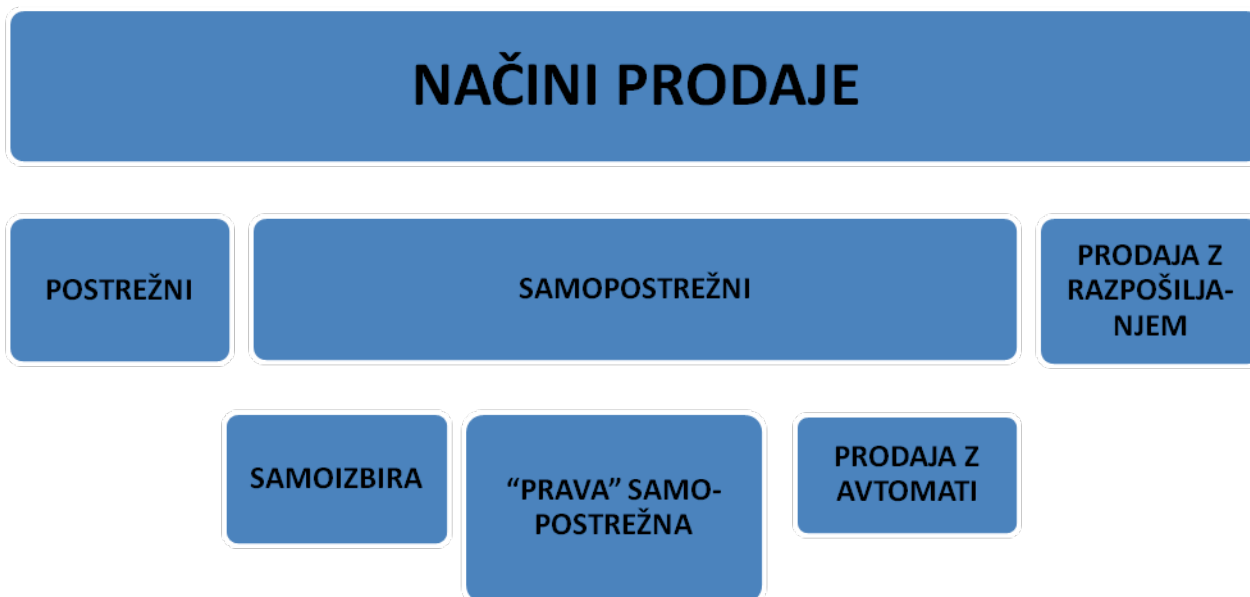 NAČINI PRODAJE
POSTREŽNI
SAMOPOSTREŽNI
PRODAJA Z
RAZPOŠILJA-
NJEM
SAMOIZBIRA
“PRAVA” SAMO-
POSTREŽNA
PRODAJA Z
AVTOMATI